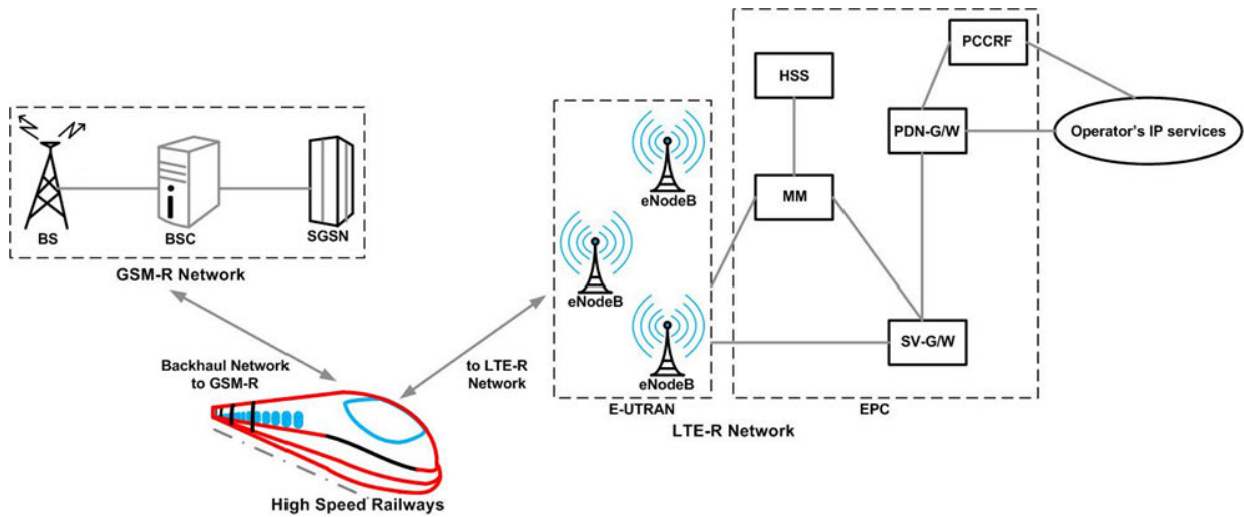 PCCRF
HSS
PDN-G/W
Operator's IP services
eNodeB
MM
BS
BSC
SGSN
GSM-R Network
eNodeB
SV-G/W
Backhaul Network
to GSM-R
to LTE-R
Network
eNodeB
E-UTRAN
EPC
LTE-R Network
High Speed Railways